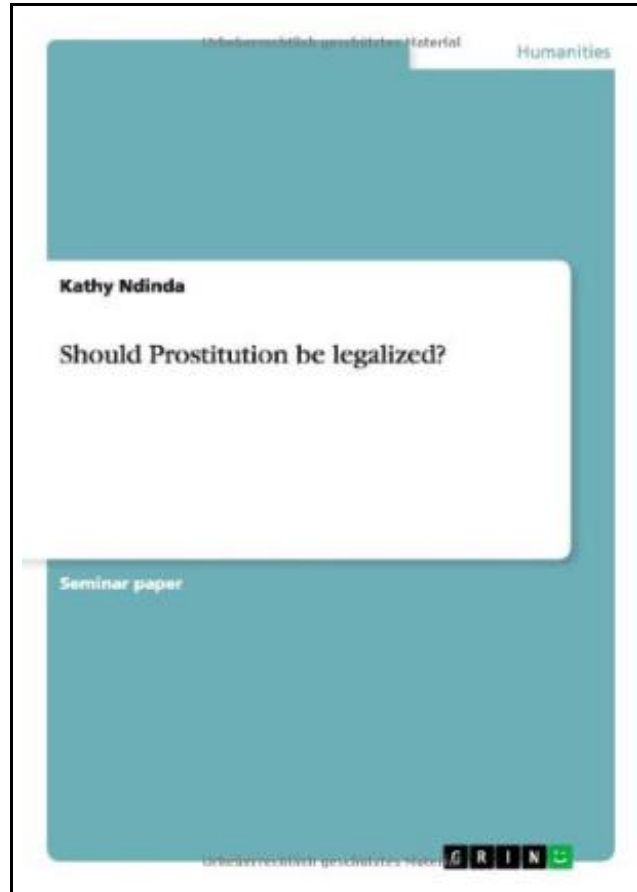 Urheberrechtlich geschütztes Material
Humanities
Kathy Ndinda
Should Prostitution be legalized?
Seminar paper
Urheberrechtlich geschütztes Material
GRIN